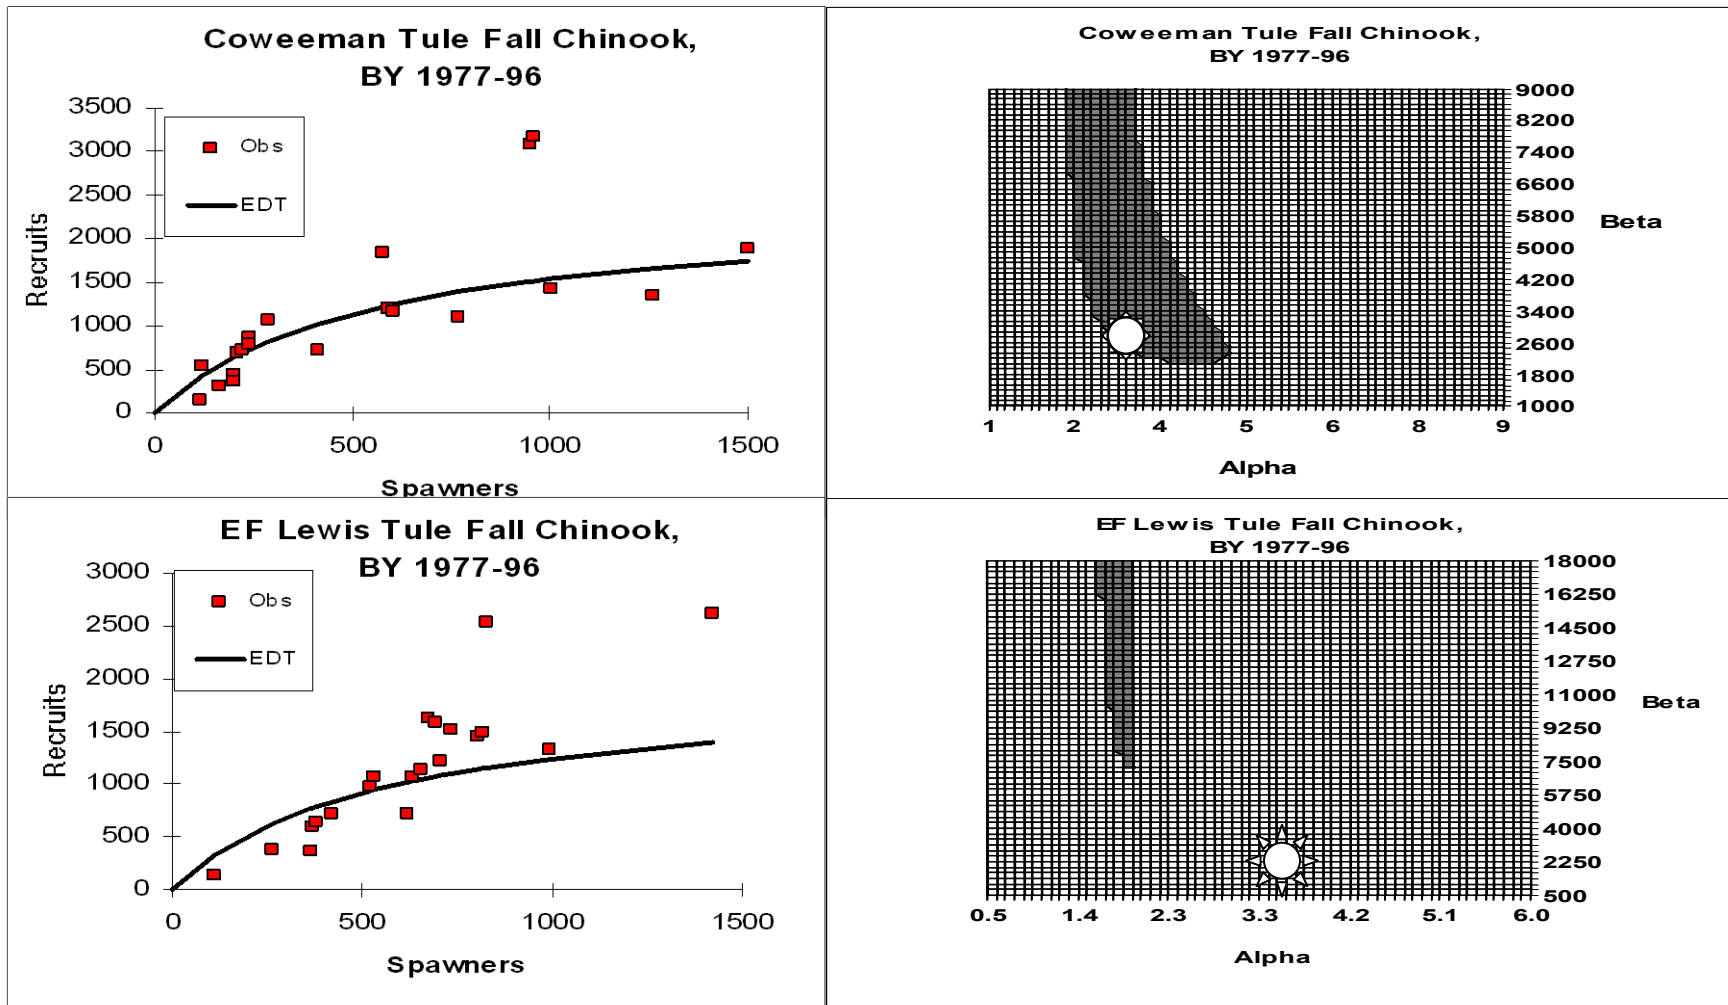 Coweeman Tule Fall Chinook,
BY 1977-96
3500
3000
2500
2000
1500
1000
500
0
Obs
EDT
Recruits
0 500 1000 1500
Spawners
Coweeman Tule Fall Chinook,
BY 1977-96
9000
8200
7400
6600
5800
5000
4200
3400
2600
1800
1000
Beta
1 2 4 5 6 8 9
Alpha
EF Lewis Tule Fall Chinook,
BY 1977-96
3000
2500
2000
1500
1000
500
0
Obs
EDT
Recruits
0 500 1000 1500
Spawners
EF Lewis Tule Fall Chinook,
BY 1977-96
18000
16250
14500
12750
11000
9250
7500
5750
4000
2250
500
Beta
0.5 1.4 2.3 3.3 4.2 5.1 6.0
Alpha